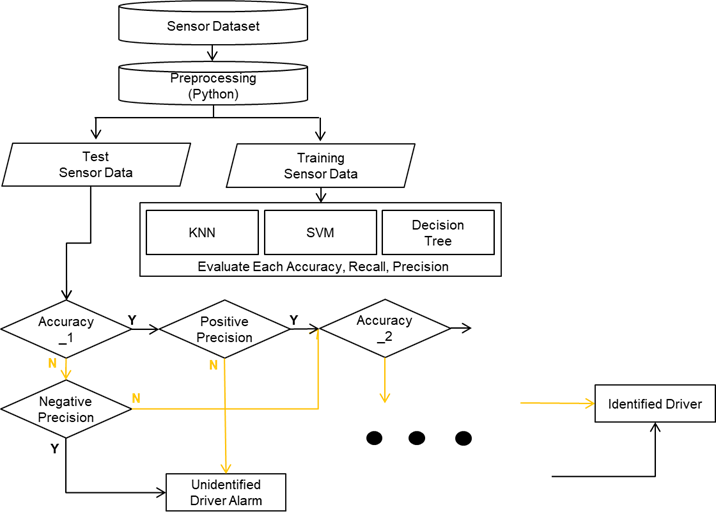 Sensor Dataset
Preprocessing
(Python)
Test
Sensor Data
Training
Sensor Data
KNN
SVM
Decision
Tree
Evaluate Each Accuracy, Recall, Precision
Accuracy
_1
Y
Positive
Precision
Y
Accuracy
_2
N
N
Negative
Precision
N
Identified Driver
Y
Unidentified
Driver Alarm